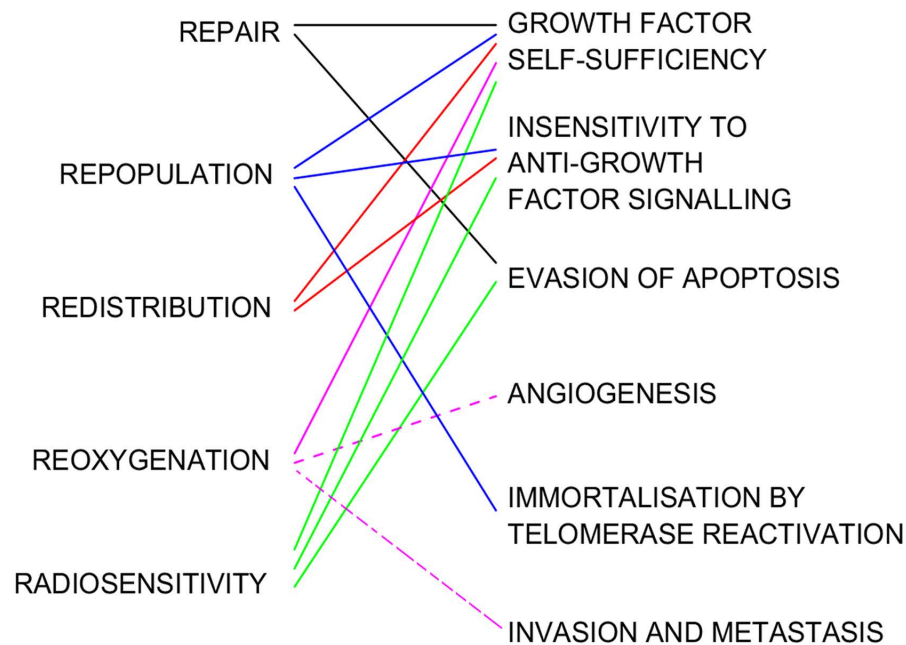 REPAIR
REPOPULATION
REDISTRIBUTION
REOXYGENATION
RADIOSENSITIVITY
GROWTH FACTOR
SELF-SUFFICIENCY
INSENSITIVITY TO
ANTI-GROWTH
FACTOR SIGNALLING
EVASION OF APOPTOSIS
ANGIOGENESIS
IMMORTALISATION BY
TELOMERASE REACTIVATION
INVASION AND METASTASIS